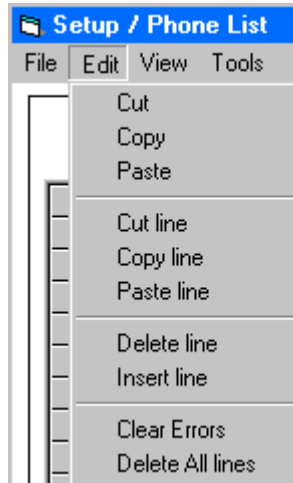 Setup / Phone List
File Edit View Tools
Cut
Copy
Paste
Cut line
Copy line
Paste line
Delete line
Insert line
Clear Errors
Delete All lines